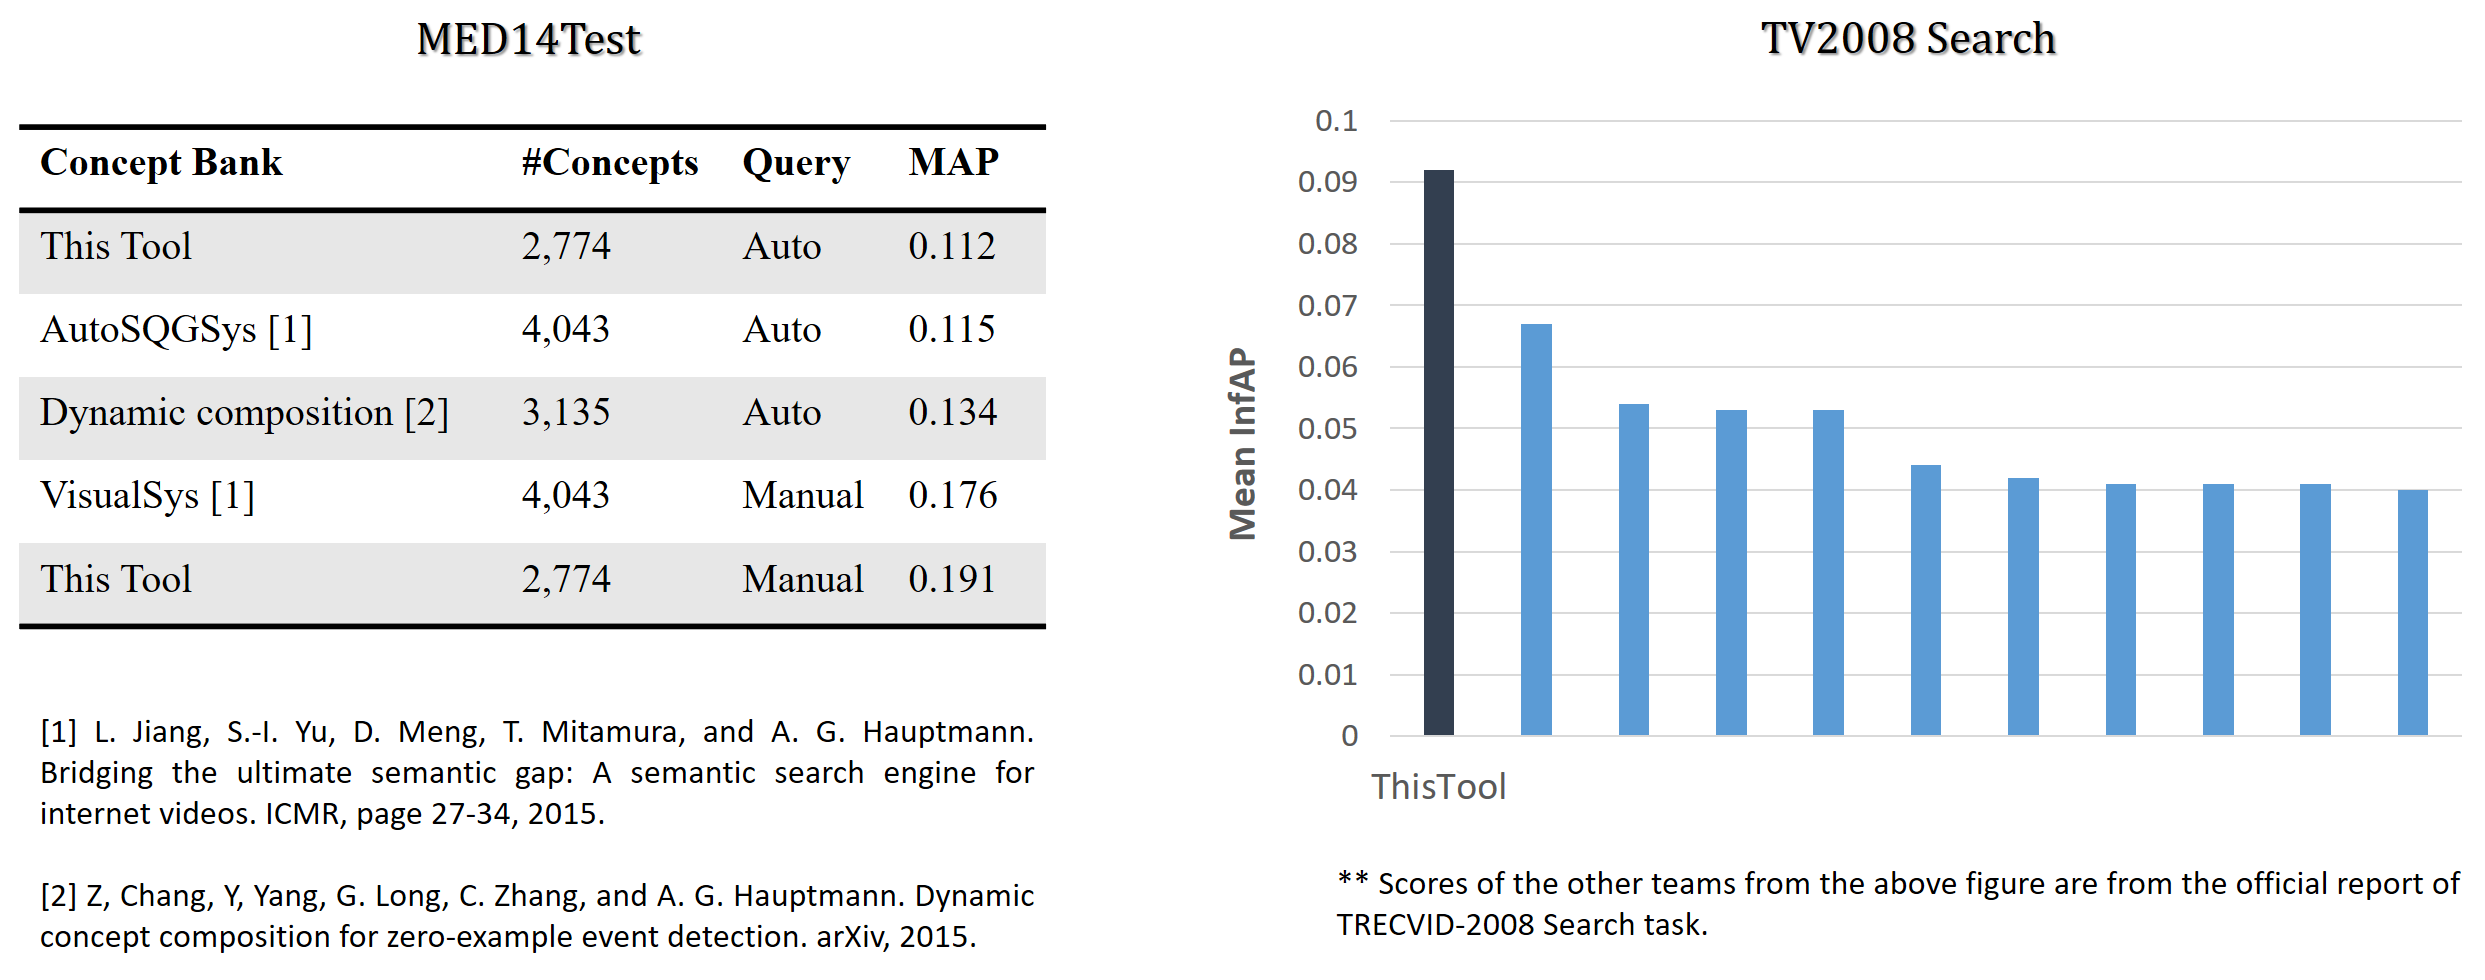 MED14Test
Concept Bank #Concepts Query MAP
This Tool 2,774 Auto 0.112
AutoSQGSys [1] 4,043 Auto 0.115
Dynamic composition [2] 3,135 Auto 0.134
VisualSys [1] 4,043 Manual 0.176
This Tool 2,774 Manual 0.191
[1] L. Jiang, S.-I. Yu, D. Meng, T. Mitamura, and A. G. Hauptmann.
Bridging the ultimate semantic gap: A semantic search engine for
internet videos. ICMR, page 27-34, 2015.
[2] Z, Chang, Y, Yang, G. Long, C. Zhang, and A. G. Hauptmann. Dynamic
concept composition for zero-example event detection. arXiv, 2015.
TV2008 Search
Mean InfAP
0.1
0.09
0.08
0.07
0.06
0.05
0.04
0.03
0.02
0.01
0
ThisTool
** Scores of the other teams from the above figure are from the official report of
TRECVID-2008 Search task.